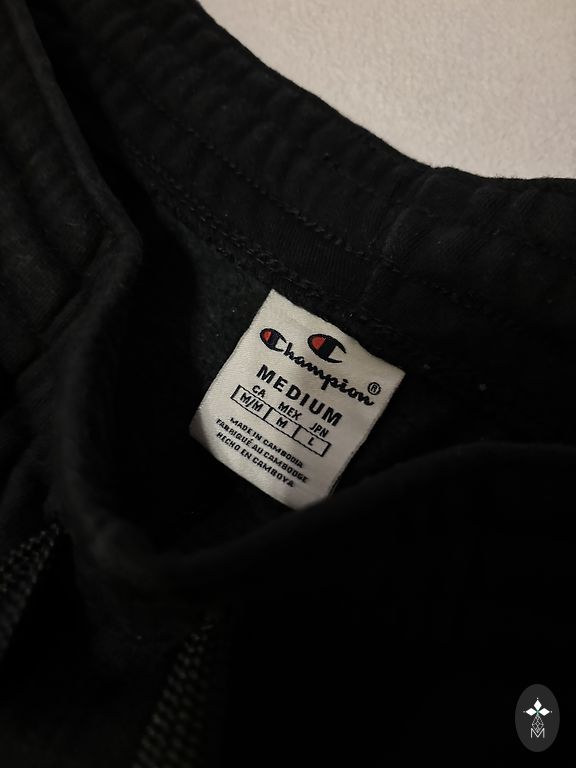 Champion®
MEDIUM
CA MEX JPN
M/M M L
MADE IN CAMBODIA
FABRIQUÉ AU CAMBODGE
HECHO EN CAMBOYA
M